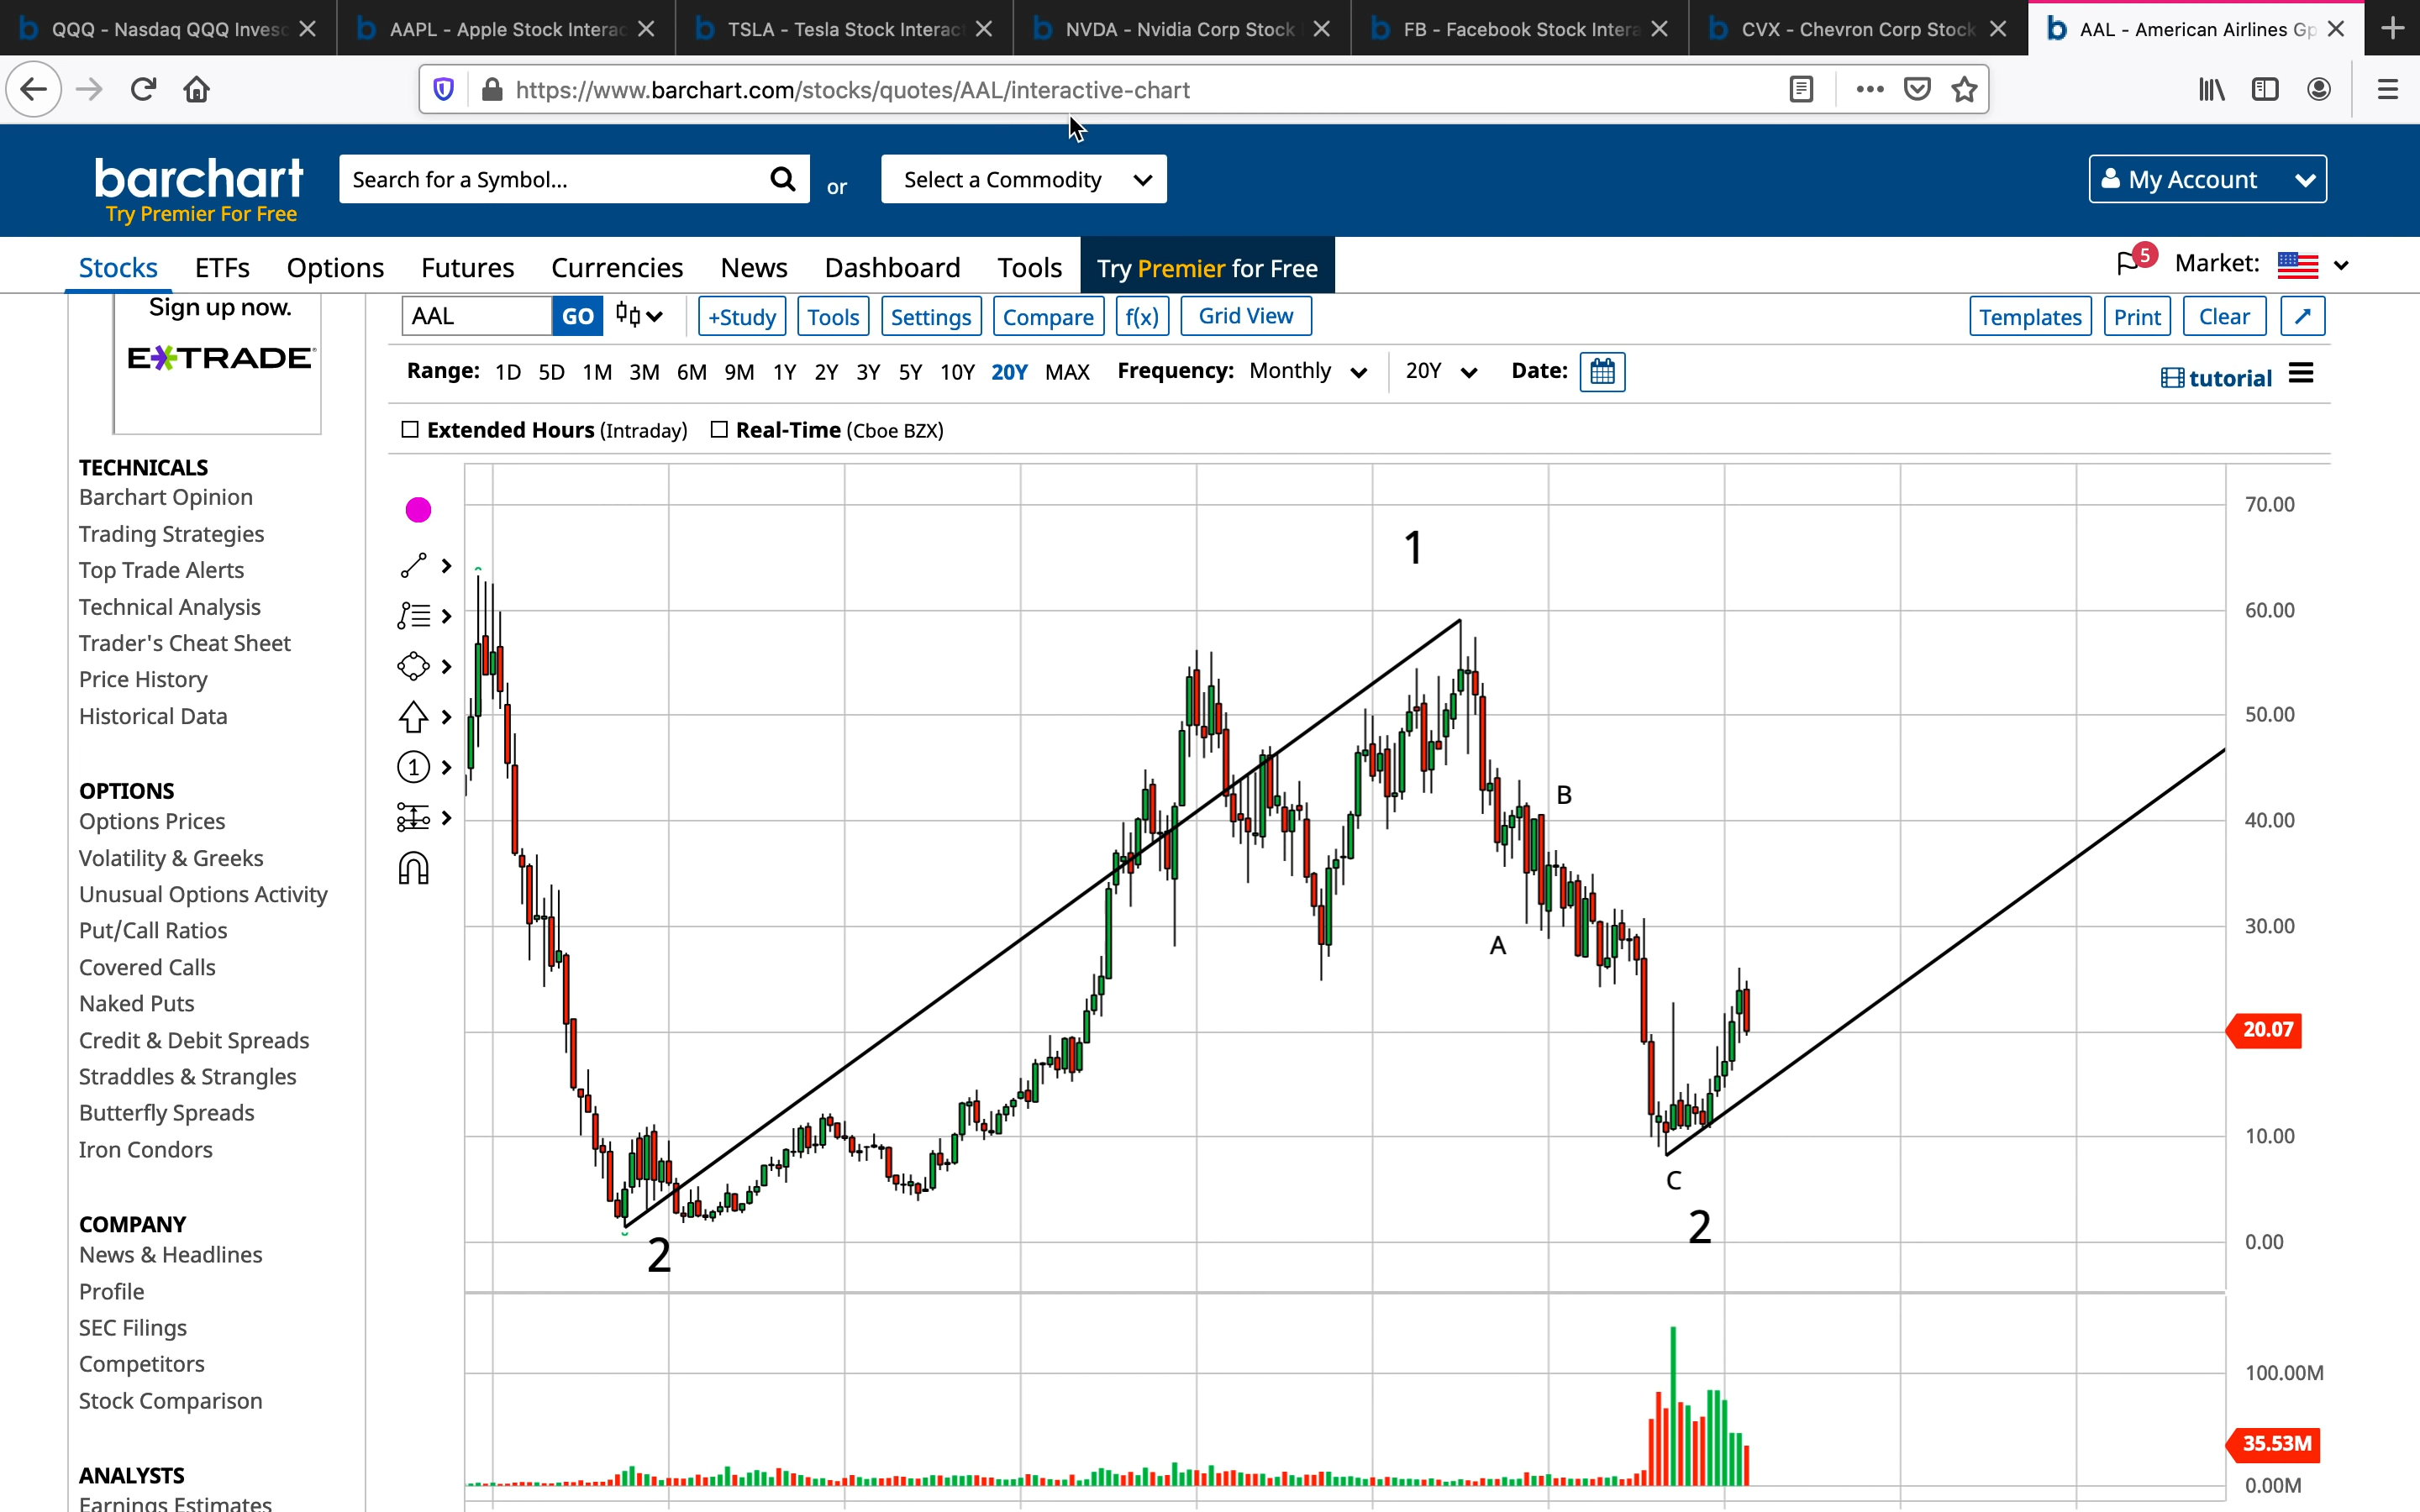 QQQ - Nasdaq QQQ Inves
AAPL - Apple Stock Interac
TSLA - Tesla Stock Interact
NVDA - Nvidia Corp Stock
FB - Facebook Stock Intera
CVX - Chevron Corp Stock
AAL - American Airlines Gp
https://www.barchart.com/stocks/quotes/AAL/interactive-chart
barchart
Try Premier For Free
Search for a Symbol...
or
Select a Commodity
My Account
Stocks ETFs Options Futures Currencies News Dashboard Tools Try Premier for Free
5
Market:
Sign up now.
E*TRADE
AAL GO +Study Tools Settings Compare f(x) Grid View Templates Print Clear
Range: 1D 5D 1M 3M 6M 9M 1Y 2Y 3Y 5Y 10Y 20Y MAX Frequency: Monthly 20Y Date:
tutorial
Extended Hours (Intraday) Real-Time (Cboe BZX)
TECHNICALS
Barchart Opinion
Trading Strategies
Top Trade Alerts
Technical Analysis
Trader's Cheat Sheet
Price History
Historical Data
OPTIONS
Options Prices
Volatility & Greeks
Unusual Options Activity
Put/Call Ratios
Covered Calls
Naked Puts
Credit & Debit Spreads
Straddles & Strangles
Butterfly Spreads
Iron Condors
COMPANY
News & Headlines
Profile
SEC Filings
Competitors
Stock Comparison
ANALYSTS
Earnings Estimates
1
1
B
A
C
2
2
70.00
60.00
50.00
40.00
30.00
20.07
10.00
0.00
100.00M
35.53M
0.00M